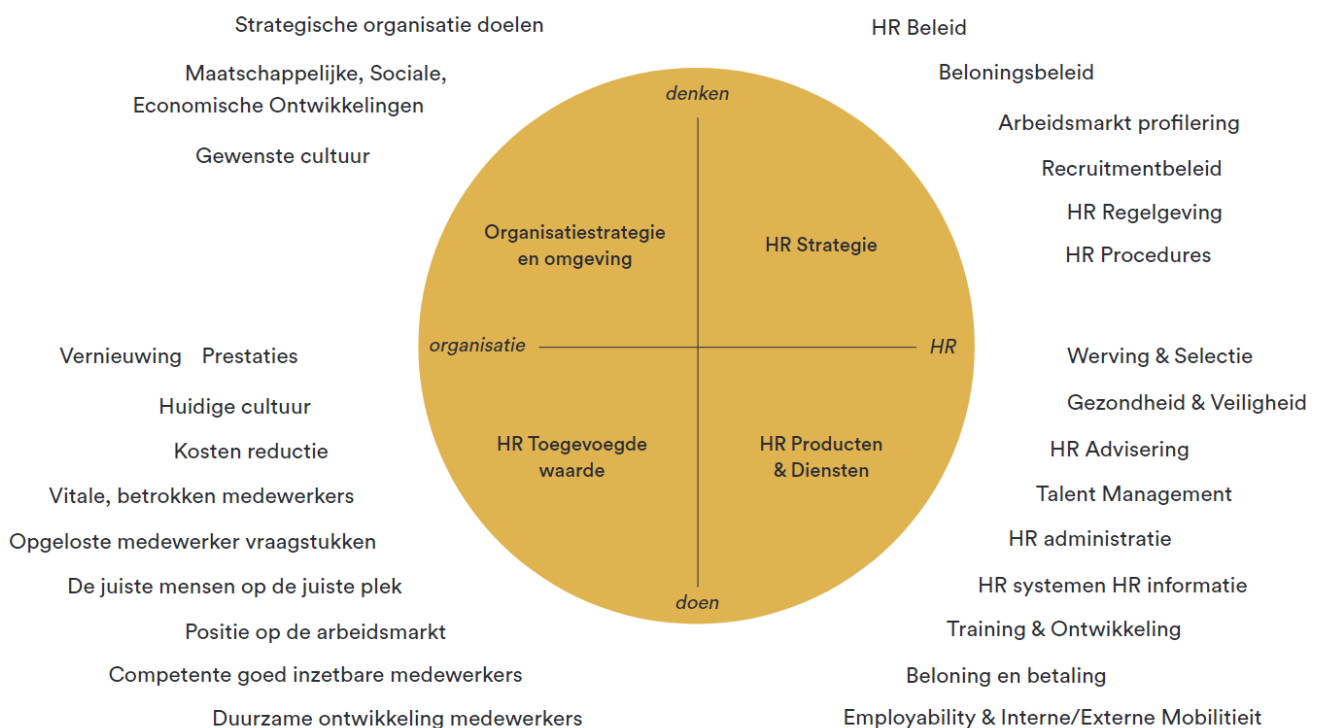 Strategische organisatie doelen
Maatschappelijke, Sociale,
Economische Ontwikkelingen
Gewenste cultuur
HR Beleid
Beloningsbeleid
Arbeidsmarkt profilering
Recruitmentbeleid
HR Regelgeving
HR Procedures
denken
Organisatiestrategie
en omgeving
HR Strategie
organisatie
HR
HR Toegevoegde
waarde
HR Producten
& Diensten
doen
Vernieuwing Prestaties
Huidige cultuur
Kosten reductie
Vitale, betrokken medewerkers
Opgeloste medewerker vraagstukken
De juiste mensen op de juiste plek
Positie op de arbeidsmarkt
Competente goed inzetbare medewerkers
Duurzame ontwikkeling medewerkers
Werving & Selectie
Gezondheid & Veiligheid
HR Advisering
Talent Management
HR administratie
HR systemen HR informatie
Training & Ontwikkeling
Beloning en betaling
Employability & Interne/Externe Mobilitieit